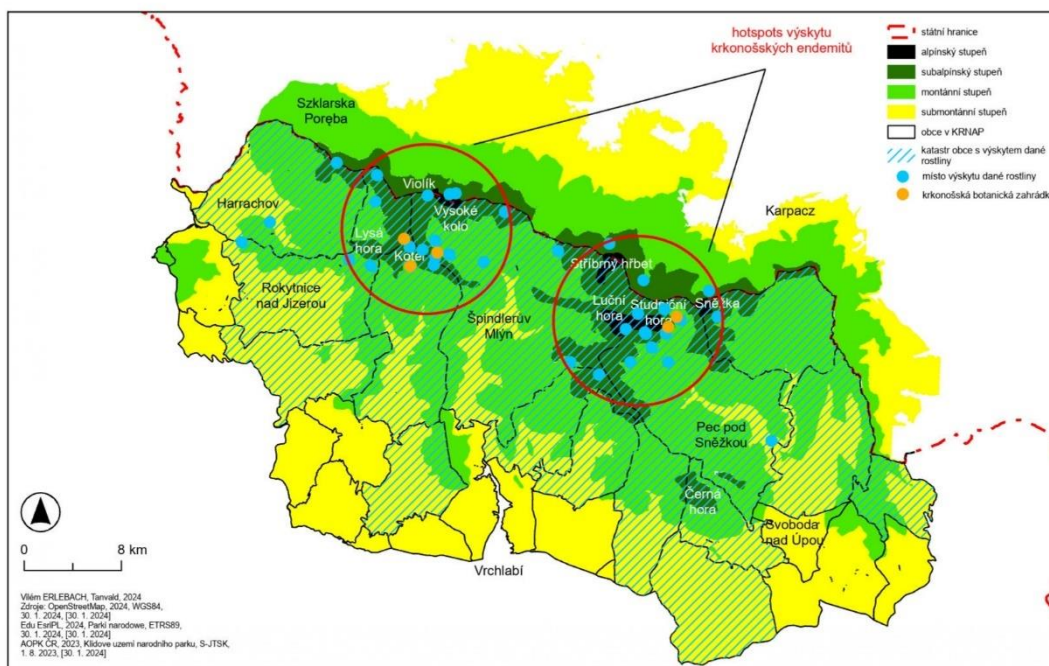 hotspots výskytu
krkonošských endemitů
státní hranice
alpínský stupeň
subalpínský stupeň
montánní stupeň
submontánní stupeň
obce v KRNAP
katastr obce s výskytem dané
rostliny
místo výskytu dané rostliny
krkonošská botanická zahrádk
Szklarska
Poręba
Violík
Vysoké
kolo
Harrachov
Lysá
hora
Kotel
Karpacz
Stříbrný hřbet
Rokytnice
nad Jizerou
Špindlerův
Mlýn
Luční
hora
Studniční
hora
Sněžka
Pec pod
Sněžkou
Černá
hora
Svoboda
nad Úpou
Vrchlabí
0 8 km
Vilém ERLEBACH, Tanvald, 2024
Zdroje: OpenStreetMap, 2024, WGS84,
30. 1. 2024, [30. 1. 2024]
Edu EsriPL, 2024, Parki narodowe, ETRS89,
30. 1. 2024, [30. 1. 2024]
AOPK ČR, 2023, Klidove uzemi narodniho parku, S-JTSK,
1. 8. 2023, [30. 1. 2024]